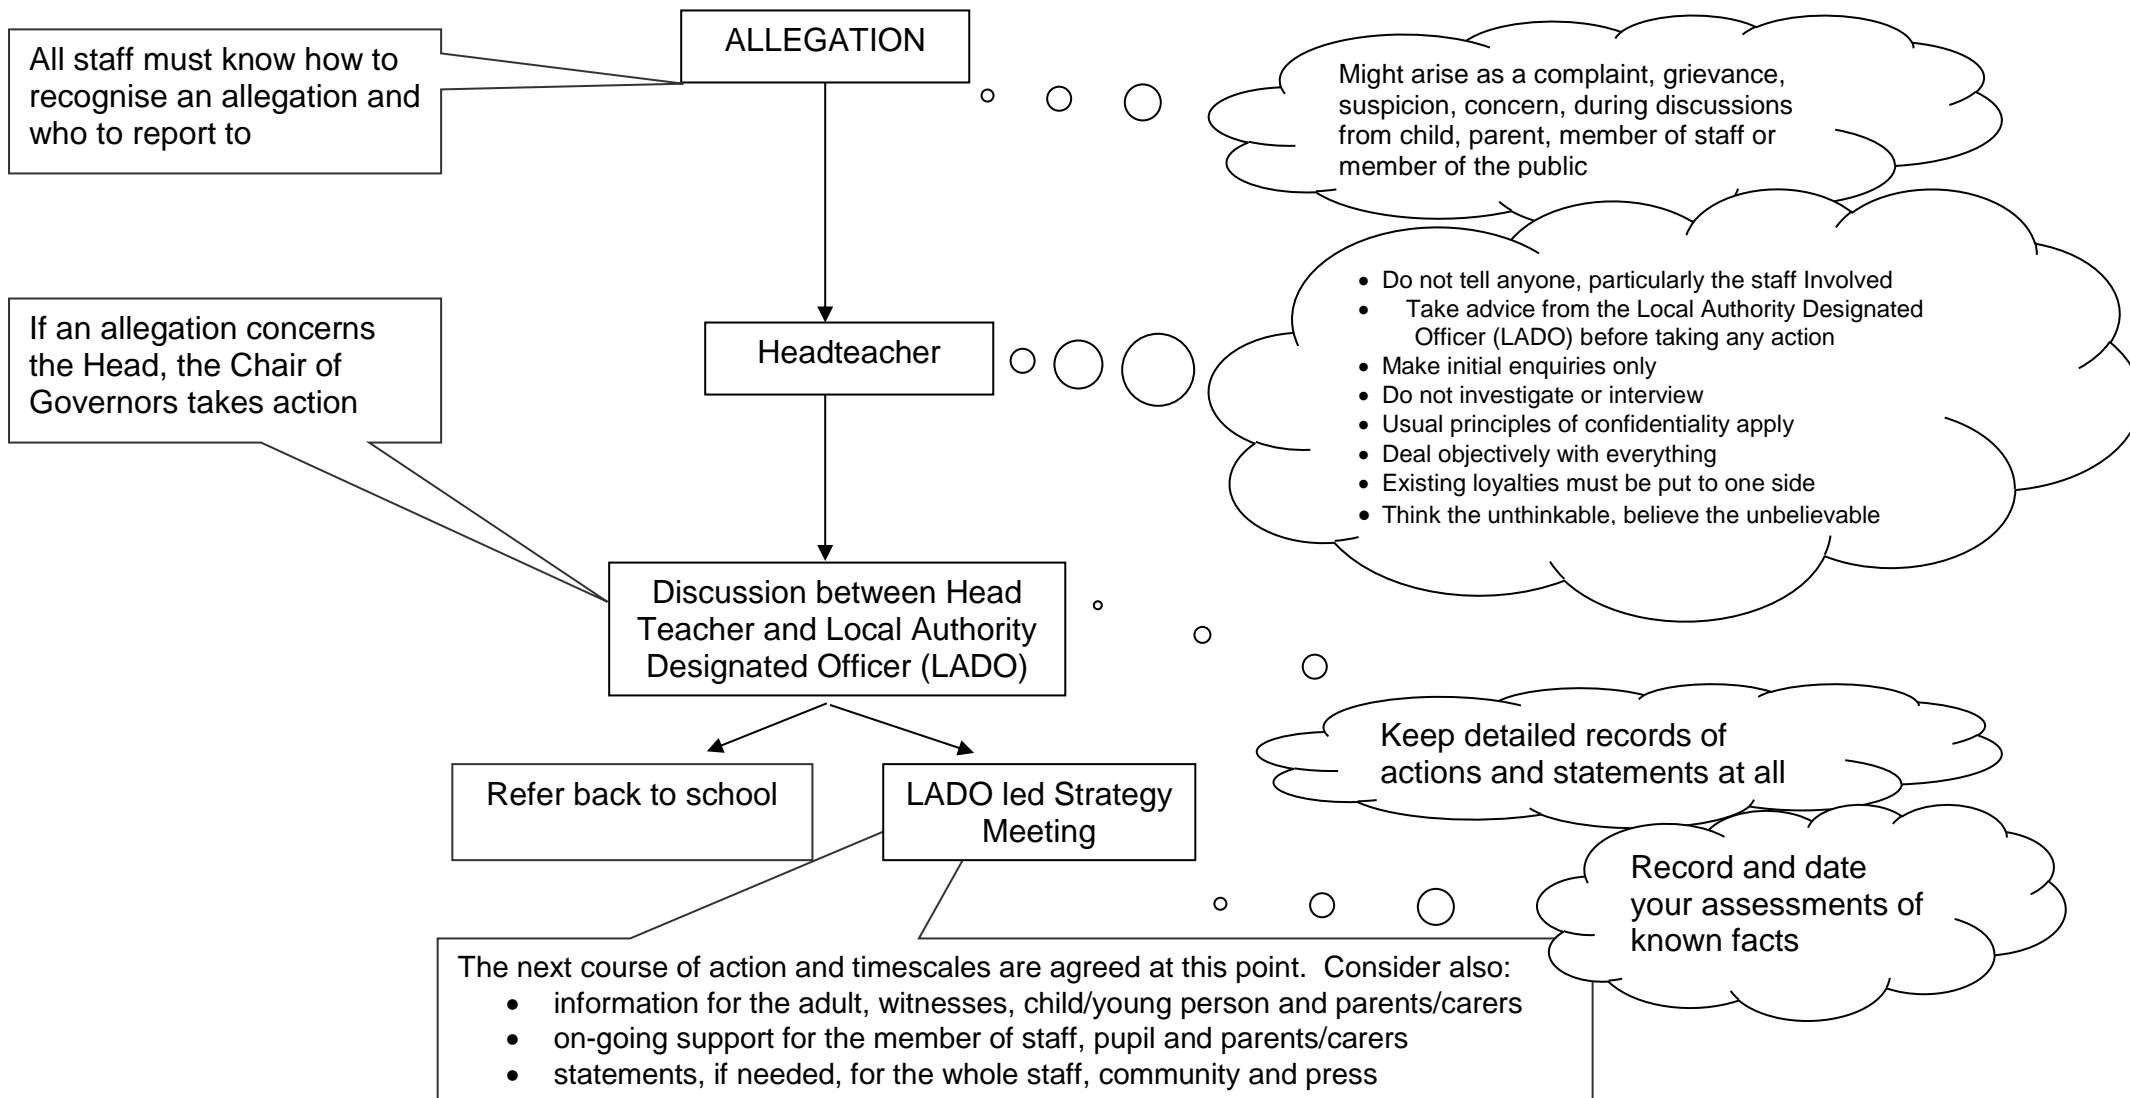 ALLEGATION
All staff must know how to
recognise an allegation and
who to report to
Might arise as a complaint, grievance,
suspicion, concern, during discussions
from child, parent, member of staff or
member of the public
If an allegation concerns
the Head, the Chair of
Governors takes action
Headteacher
• Do not tell anyone, particularly the staff Involved
• Take advice from the Local Authority Designated
Officer (LADO) before taking any action
• Make initial enquiries only
• Do not investigate or interview
• Usual principles of confidentiality apply
• Deal objectively with everything
• Existing loyalties must be put to one side
• Think the unthinkable, believe the unbelievable
Discussion between Head
Teacher and Local Authority
Designated Officer (LADO)
Keep detailed records of
actions and statements at all
Refer back to school
LADO led Strategy
Meeting
Record and date
your assessments of
known facts
The next course of action and timescales are agreed at this point.  Consider also:
• information for the adult, witnesses, child/young person and parents/carers
• on-going support for the member of staff, pupil and parents/carers
• statements, if needed, for the whole staff, community and press